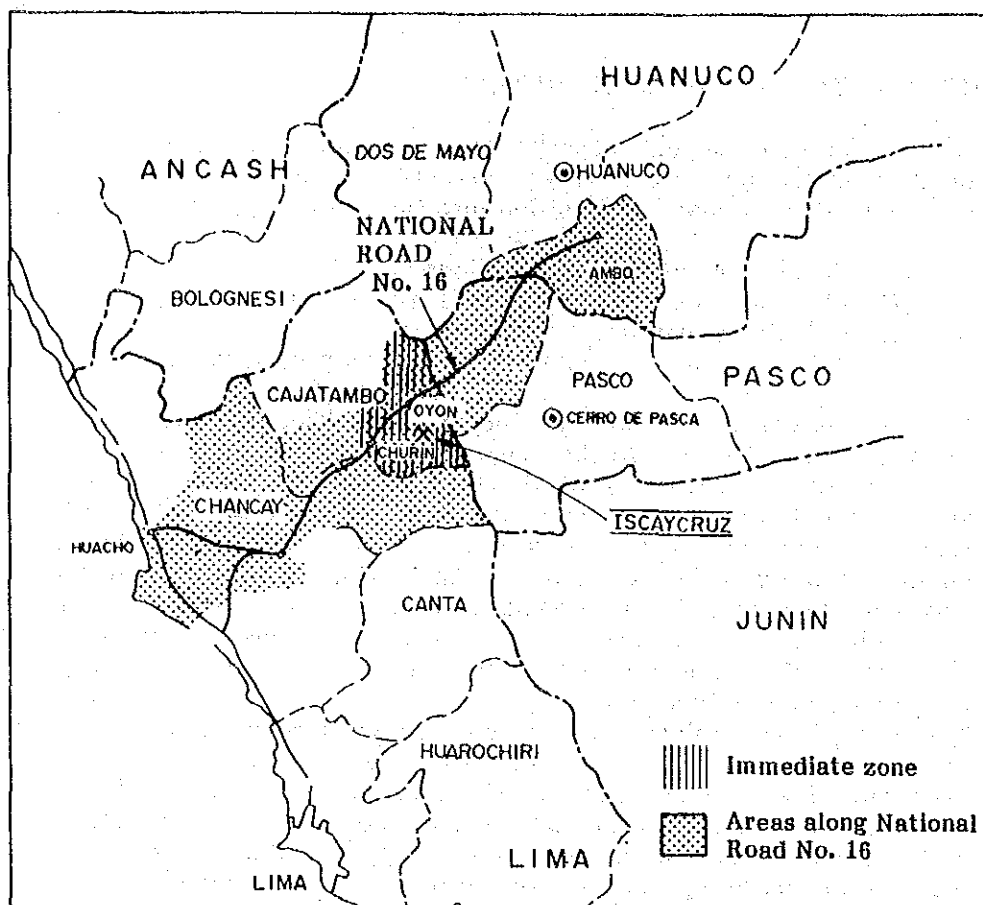 HUANUCO
DOS DE MAYO
ANCASH
HUANUCO
NATIONAL
ROAD
No. 16
AMBO
BOLOGNESI
PASCO
PASCO
CAJATAMBO
OYON
CERRO DE PASCA
CHURIN
CHANCAY
ISCAYCRUZ
HUACHO
CANTA
JUNIN
HUAROCHIRI
Immediate zone
Areas along National
Road No. 16
LIMA
LIMA